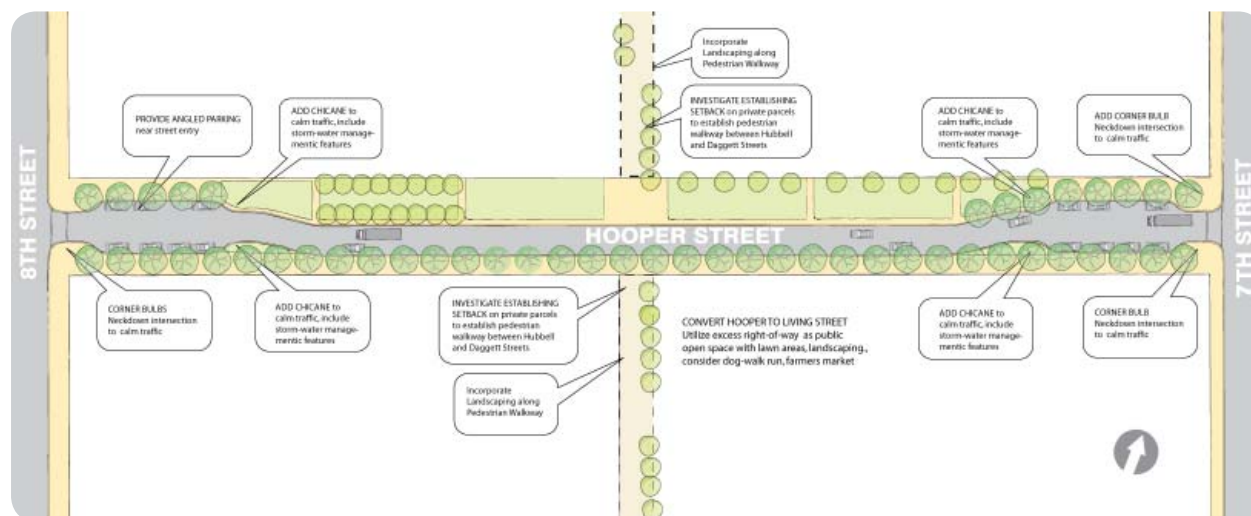 Incorporate
Landscaping along
Pedestrian Walkway
PROVIDE ANGLED PARKING
near street entry
ADD CHICANE to
calm traffic, include
storm-water manage-
mentic features
INVESTIGATE ESTABLISHING
SETBACK on private parcels
to establish pedestrian
walkway between Hubbell
and Daggett Streets
ADD CHICANE to
calm traffic, include
storm-water manage-
mentic features
ADD CORNER BULB
Neckdown intersection
to calm traffic
8TH STREET
HOOPER STREET
7TH STREET
CORNER BULBS
Neckdown intersection
to calm traffic
ADD CHICANE to
calm traffic, include
storm-water manage-
mentic features
INVESTIGATE ESTABLISHING
SETBACK on private parcels
to establish pedestrian
walkway between Hubbell
and Daggett Streets
CONVERT HOOPER TO LIVING STREET
Utilize excess right-of-way as public
open space with lawn areas, landscaping.,
consider dog-walk run, farmers market
ADD CHICANE to
calm traffic, include
storm-water manage-
mentic features
CORNER BULB
Neckdown intersection
to calm traffic
Incorporate
Landscaping along
Pedestrian Walkway